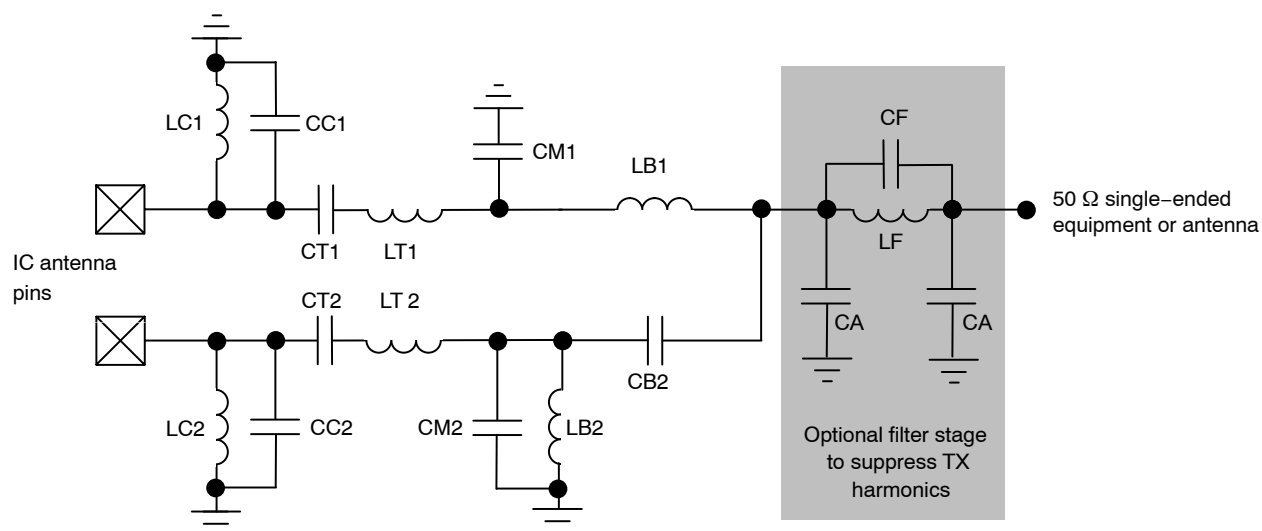 LC1
CC1
CM1
LB1
CF
CT1
LT1
LF
50 Ω single−ended
equipment or antenna
IC antenna
pins
CT2
LT 2
CA
CA
CB2
LC2
CC2
CM2
LB2
Optional filter stage
to suppress TX
harmonics